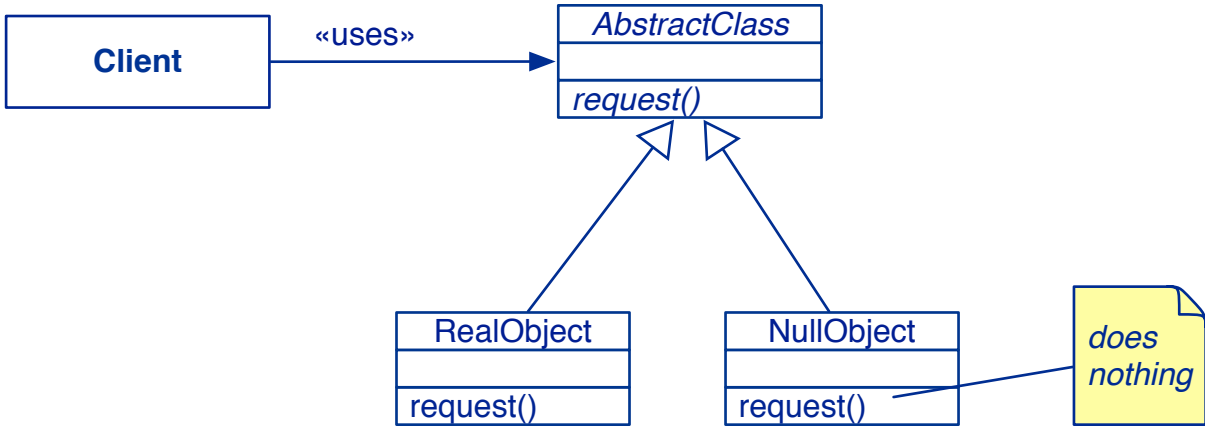 Client
«uses»
AbstractClass
request()
RealObject
request()
NullObject
request()
does
nothing